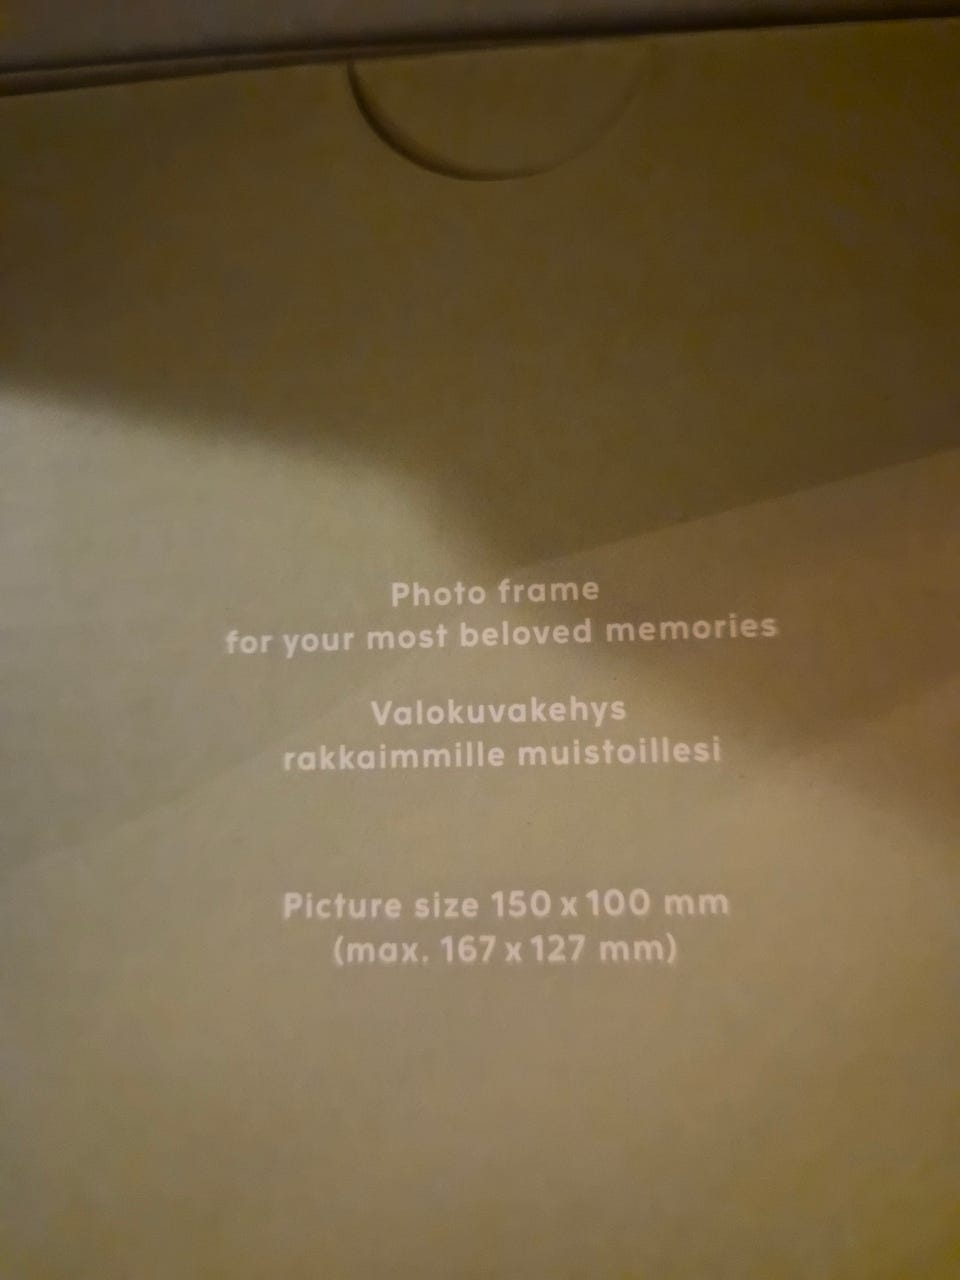 Photo frame
for your most beloved memories
Valokuvakehys
rakkaimmille muistoillesi
Picture size 150 x 100 mm
(max. 167 x 127 mm)